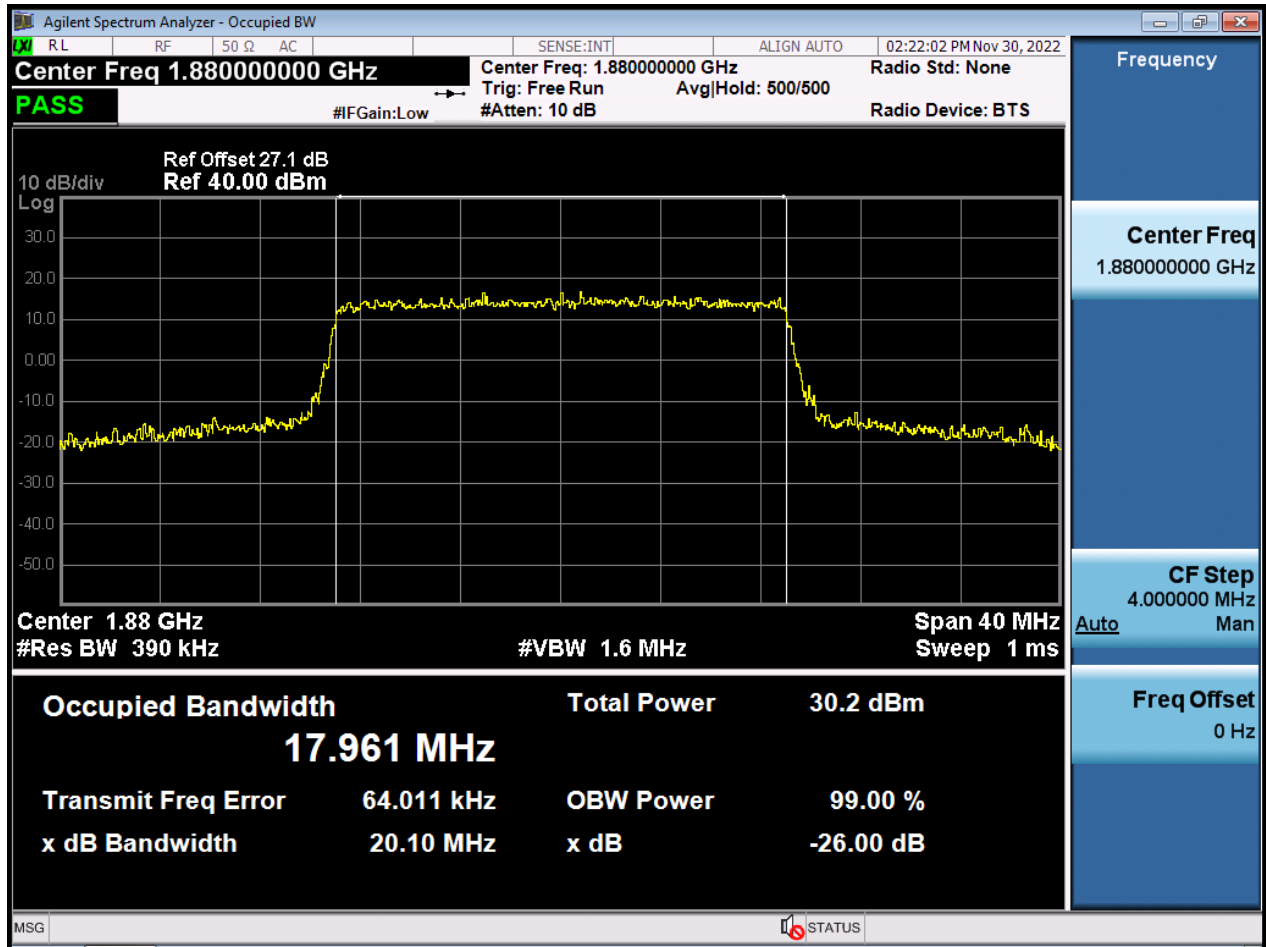 Agilent Spectrum Analyzer - Occupied BW
LXI RL RF 50 Ω AC SENSE:INT ALIGN AUTO 02:22:02 PM Nov 30, 2022
Center Freq 1.880000000 GHz
PASS
#IFGain:Low
Center Freq: 1.880000000 GHz
Trig: Free Run Avg|Hold: 500/500
#Atten: 10 dB
Radio Std: None
Radio Device: BTS
Ref Offset 27.1 dB
10 dB/div Ref 40.00 dBm
Log
30.0
20.0
10.0
0.00
-10.0
-20.0
-30.0
-40.0
-50.0
Center 1.88 GHz Span 40 MHz
#Res BW 390 kHz #VBW 1.6 MHz Sweep 1 ms
Occupied Bandwidth Total Power 30.2 dBm
17.961 MHz
Transmit Freq Error 64.011 kHz OBW Power 99.00 %
x dB Bandwidth 20.10 MHz x dB -26.00 dB
Frequency
Center Freq
1.880000000 GHz
CF Step
4.000000 MHz
Auto Man
Freq Offset
0 Hz
MSG STATUS